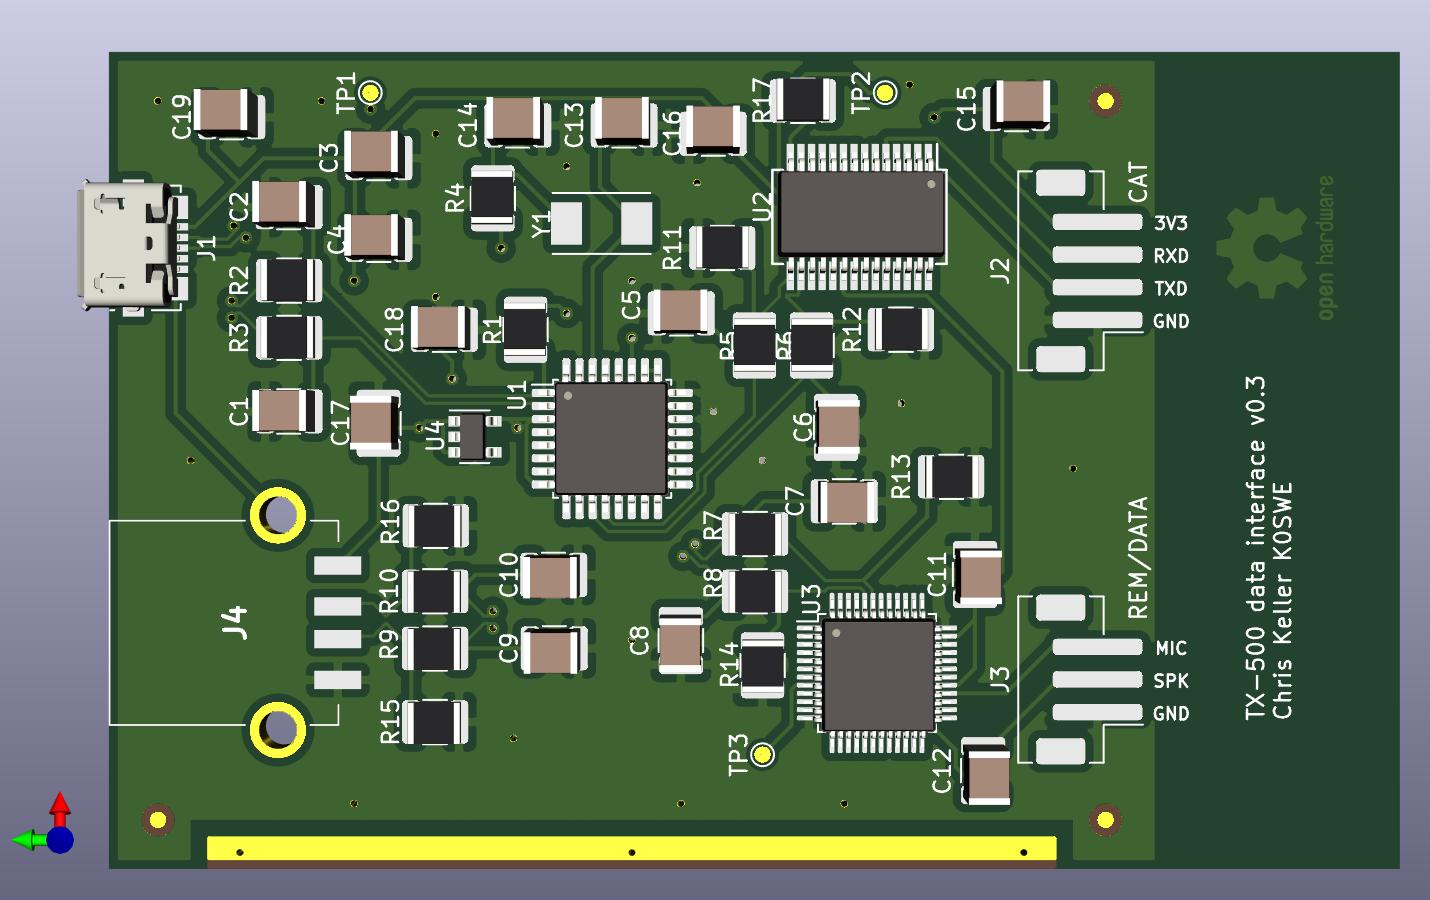 C19
TP1
C14
C13
C16
R17
TP2
C15
C3
C2
C4
R4
Y1
R11
U2
CAT
J1
R2
R3
C18
R1
C5
R5
R6
R12
J2
3V3
RXD
TXD
GND
open hardware
C1
C17
U4
U1
C6
C7
R13
R16
R10
R9
R15
C10
C9
C8
R7
R8
R14
U3
C11
C12
TP3
J4
J3
REM/DATA
MIC
SPK
GND
TX-500 data interface v0.3
Chris Keller K0SWE